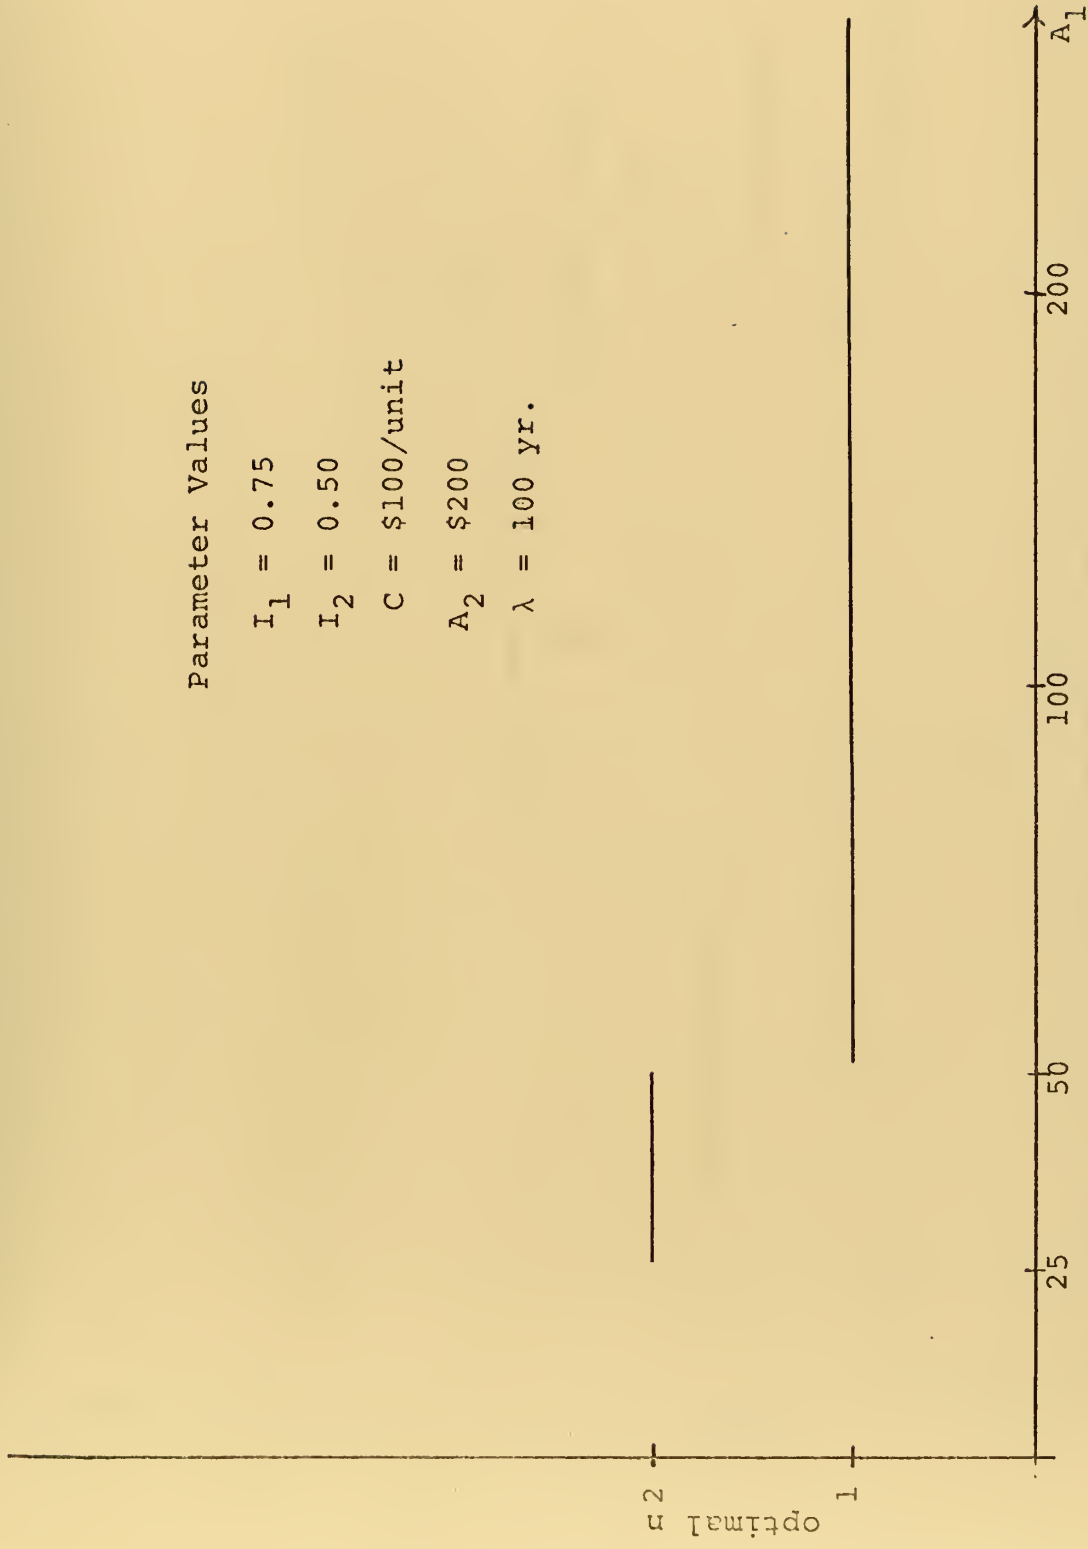 Parameter Values
I1 = 0.75
I2 = 0.50
C = $100/unit
A2 = $200
λ = 100 yr.
optimal n
2
1
25
50
100
200
A1